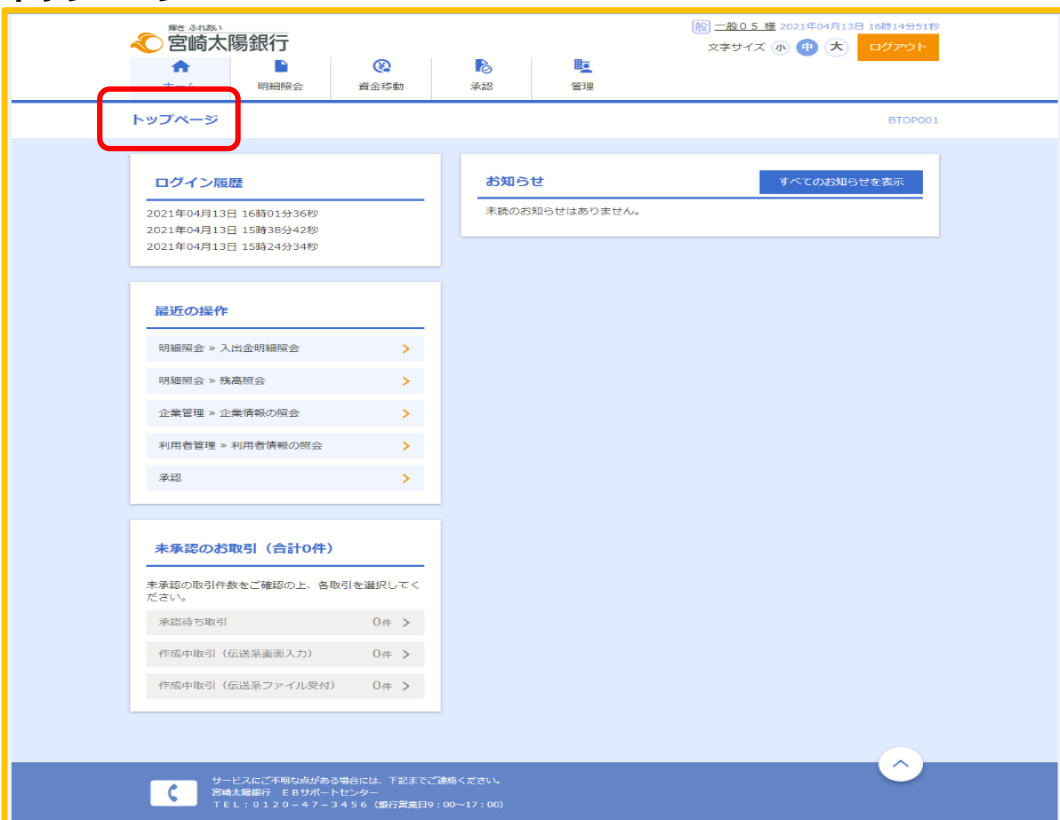 輝き ふれあい
宮崎太陽銀行
般 一般０５ 様 2021年04月13日 16時14分51秒
文字サイズ 小 中 大 ログアウト
明細照会 資金移動 承認 管理
トップページ
BTOP001
ログイン履歴
2021年04月13日 16時01分36秒
2021年04月13日 15時38分42秒
2021年04月13日 15時24分34秒
お知らせ
すべてのお知らせを表示
未読のお知らせはありません。
最近の操作
明細照会 » 入出金明細照会
明細照会 » 残高照会
企業管理 » 企業情報の照会
利用者管理 » 利用者情報の照会
承認
未承認のお取引（合計0件）
未承認の取引件数をご確認の上、各取引を選択してく
ださい。
承認待ち取引 0件
作成中取引（伝送系画面入力） 0件
作成中取引（伝送系ファイル受付） 0件
サービスにご不明な点がある場合には、下記までご連絡ください。
宮崎太陽銀行 ＥＢサポートセンター
ＴＥＬ：０１２０－４７－３４５６（銀行営業日9：00～17：00）